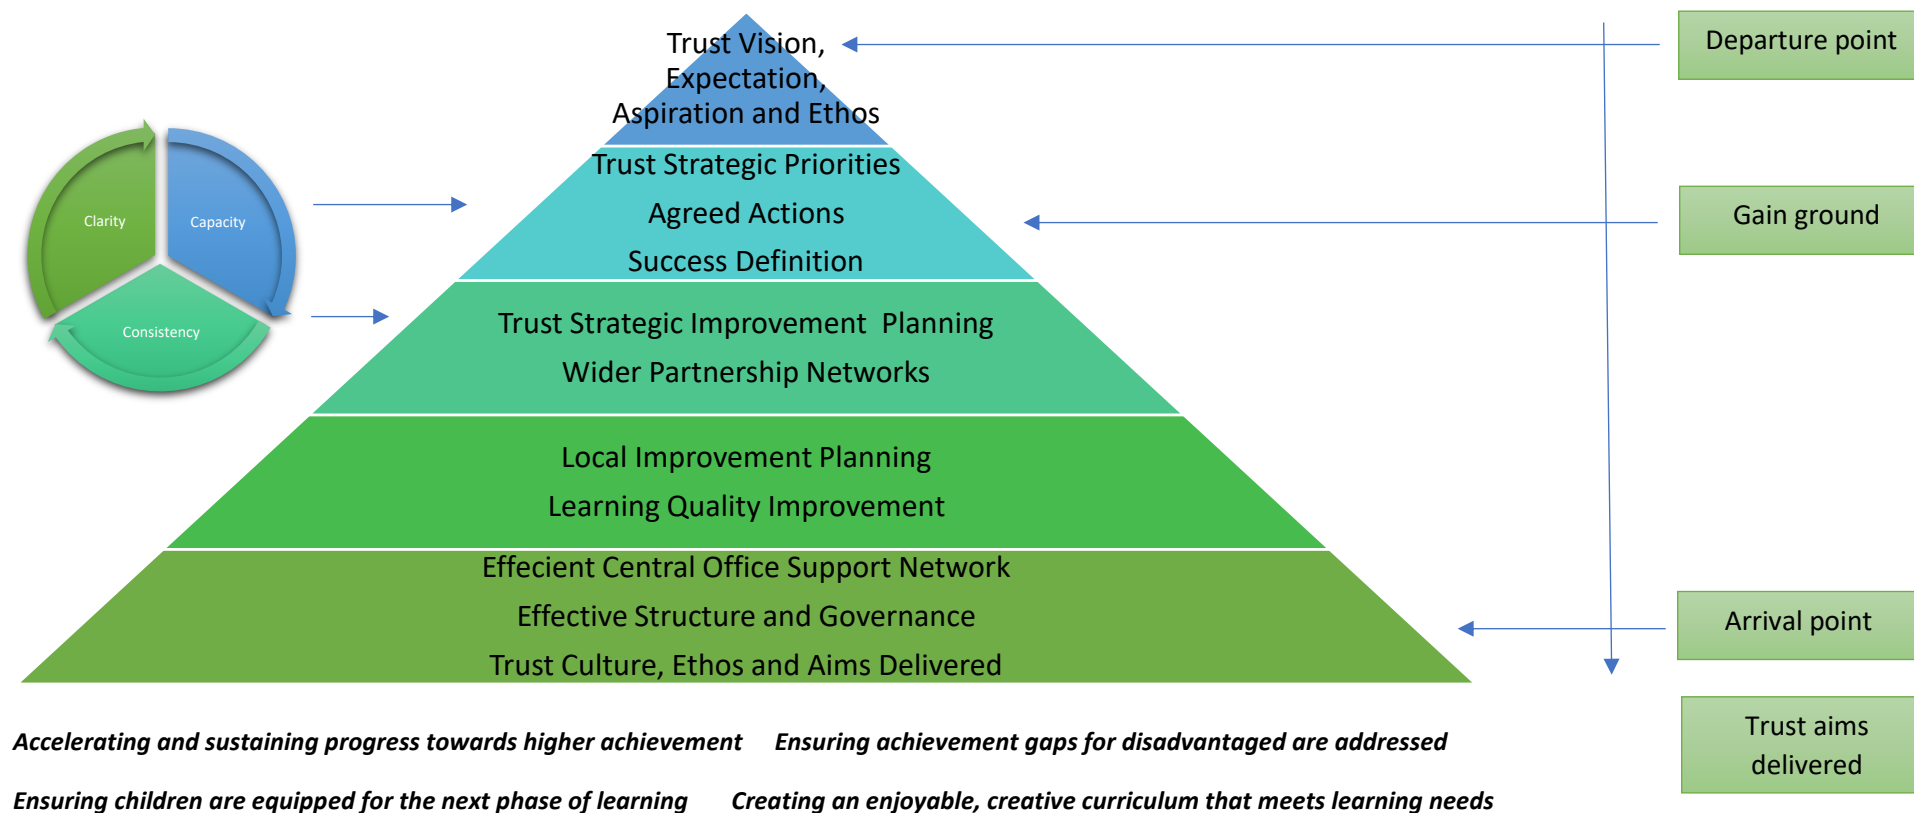 Trust Vision,
Expectation,
Aspiration and Ethos
Departure point
Trust Strategic Priorities
Agreed Actions
Success Definition
Gain ground
Clarity
Capacity
Consistency
Trust Strategic Improvement  Planning
Wider Partnership Networks
Local Improvement Planning
Learning Quality Improvement
Effecient Central Office Support Network
Effective Structure and Governance
Trust Culture, Ethos and Aims Delivered
Arrival point
Trust aims
delivered
Accelerating and sustaining progress towards higher achievement    Ensuring achievement gaps for disadvantaged are addressed
Ensuring children are equipped for the next phase of learning    Creating an enjoyable, creative curriculum that meets learning needs